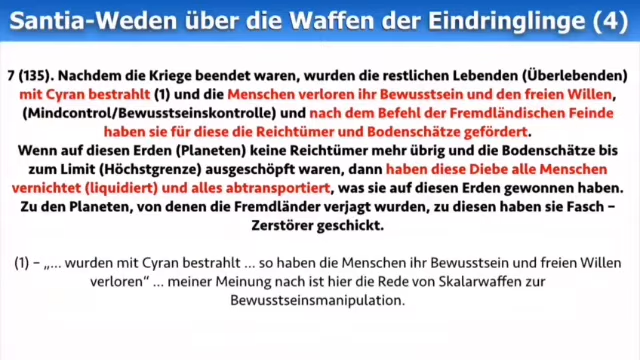 Santia-Weden über die Waffen der Eindringlinge (4)
7 (135). Nachdem die Kriege beendet waren, wurden die restlichen Lebenden (Überlebenden)
mit Cyran bestrahlt (1) und die Menschen verloren ihr Bewusstsein und den freien Willen,
(Mindcontrol/Bewusstseinskontrolle) und nach dem Befehl der Fremdländischen Feinde
haben sie für diese die Reichtümer und Bodenschätze gefördert.
Wenn auf diesen Erden (Planeten) keine Reichtümer mehr übrig und die Bodenschätze bis
zum Limit (Höchstgrenze) ausgeschöpft waren, dann haben diese Diebe alle Menschen
vernichtet (liquidiert) und alles abtransportiert, was sie auf diesen Erden gewonnen haben.
Zu den Planeten, von denen die Fremdländer verjagt wurden, zu diesen haben sie Fasch –
Zerstörer geschickt.
(1) – „... wurden mit Cyran bestrahlt ... so haben die Menschen ihr Bewusstsein und freien Willen
verloren“ ... meiner Meinung nach ist hier die Rede von Skalarwaffen zur
Bewusstseinsmanipulation.